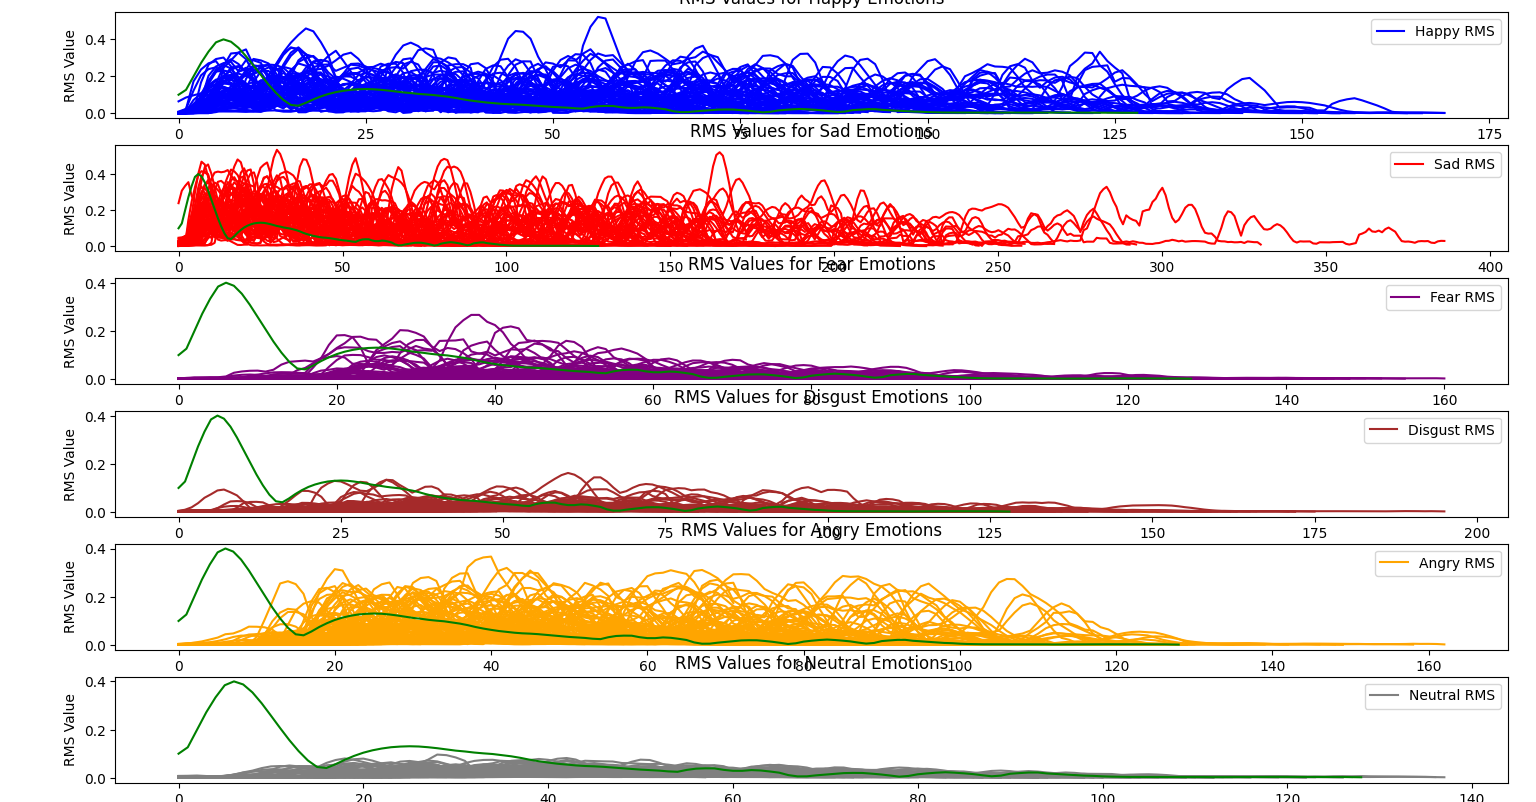 RMS Values for Happy Emotions
RMS Value
0.4
0.2
0.0
Happy RMS
0 25 50 75 100 125 150 175
RMS Values for Sad Emotions
RMS Value
0.4
0.2
0.0
Sad RMS
0 50 100 150 200 250 300 350 400
RMS Values for Fear Emotions
RMS Value
0.4
0.2
0.0
Fear RMS
0 20 40 60 80 100 120 140 160
RMS Values for Disgust Emotions
RMS Value
0.4
0.2
0.0
Disgust RMS
0 25 50 75 100 125 150 175 200
RMS Values for Angry Emotions
RMS Value
0.4
0.2
0.0
Angry RMS
0 20 40 60 80 100 120 140 160
RMS Values for Neutral Emotions
RMS Value
0.4
0.2
0.0
Neutral RMS
0 20 40 60 80 100 120 140